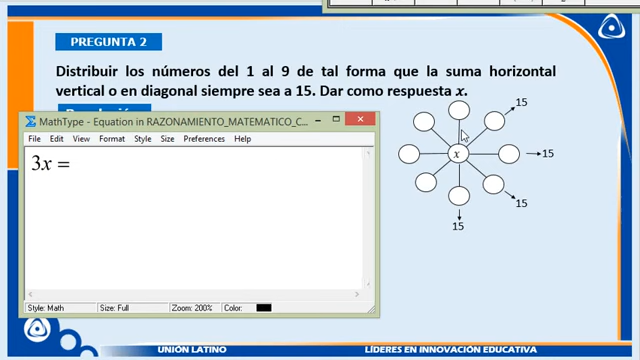 PREGUNTA 2
Distribuir los números del 1 al 9 de tal forma que la suma horizontal
vertical o en diagonal siempre sea a 15. Dar como respuesta x.
MathType - Equation in RAZONAMIENTO_MATEMATICO_C...
File Edit View Format Style Size Preferences Help
3x =
15
x
15
15
15
Style: Math Size: Full Zoom: 200% Color:
UNIÓN LATINO LÍDERES EN INNOVACIÓN EDUCATIVA